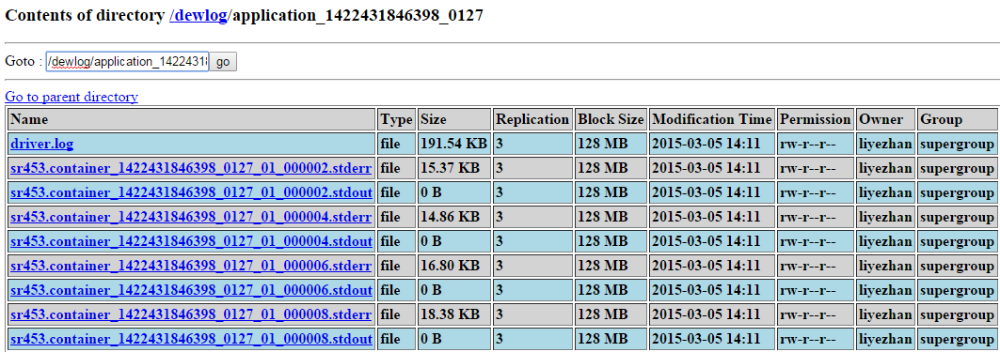 Contents of directory /dewlog/application_1422431846398_0127
Goto : /dewlog/application_1422431 go
Go to parent directory
Name Type Size Replication Block Size Modification Time Permission Owner Group
driver.log file 191.54 KB 3 128 MB 2015-03-05 14:11 rw-r--r-- liyezhan supergroup
sr453.container_1422431846398_0127_01_000002.stderr file 15.37 KB 3 128 MB 2015-03-05 14:11 rw-r--r-- liyezhan supergroup
sr453.container_1422431846398_0127_01_000002.stdout file 0 B 3 128 MB 2015-03-05 14:11 rw-r--r-- liyezhan supergroup
sr453.container_1422431846398_0127_01_000004.stderr file 14.86 KB 3 128 MB 2015-03-05 14:11 rw-r--r-- liyezhan supergroup
sr453.container_1422431846398_0127_01_000004.stdout file 0 B 3 128 MB 2015-03-05 14:11 rw-r--r-- liyezhan supergroup
sr453.container_1422431846398_0127_01_000006.stderr file 16.80 KB 3 128 MB 2015-03-05 14:11 rw-r--r-- liyezhan supergroup
sr453.container_1422431846398_0127_01_000006.stdout file 0 B 3 128 MB 2015-03-05 14:11 rw-r--r-- liyezhan supergroup
sr453.container_1422431846398_0127_01_000008.stderr file 18.38 KB 3 128 MB 2015-03-05 14:11 rw-r--r-- liyezhan supergroup
sr453.container_1422431846398_0127_01_000008.stdout file 0 B 3 128 MB 2015-03-05 14:11 rw-r--r-- liyezhan supergroup